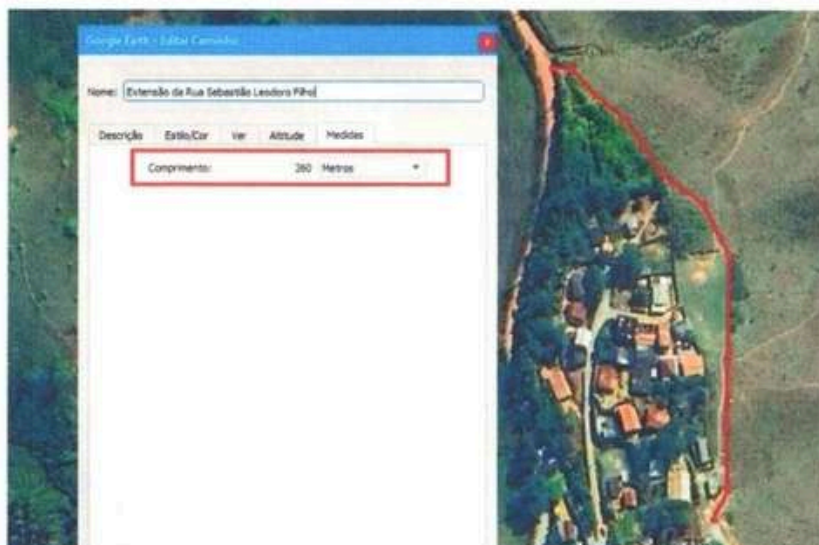 Google Earth - Editar Caminho
Nome: Extensão da Rua Sebastião Leodoro Filho
Descrição Estilo/Cor Ver Altitude Medidas
Comprimento: 260 Metros